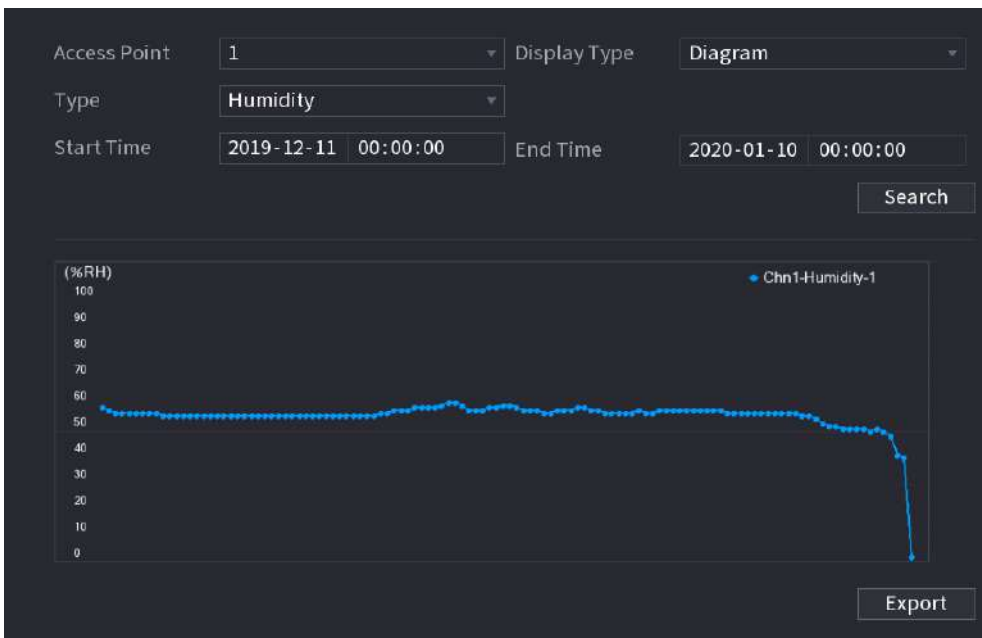 Access Point 1 Display Type Diagram
Type Humidity
Start Time 2019-12-11 00:00:00 End Time 2020-01-10 00:00:00
Search
(%RH) Chn1-Humidity-1
100
90
80
70
60
50
40
30
20
10
0
Export